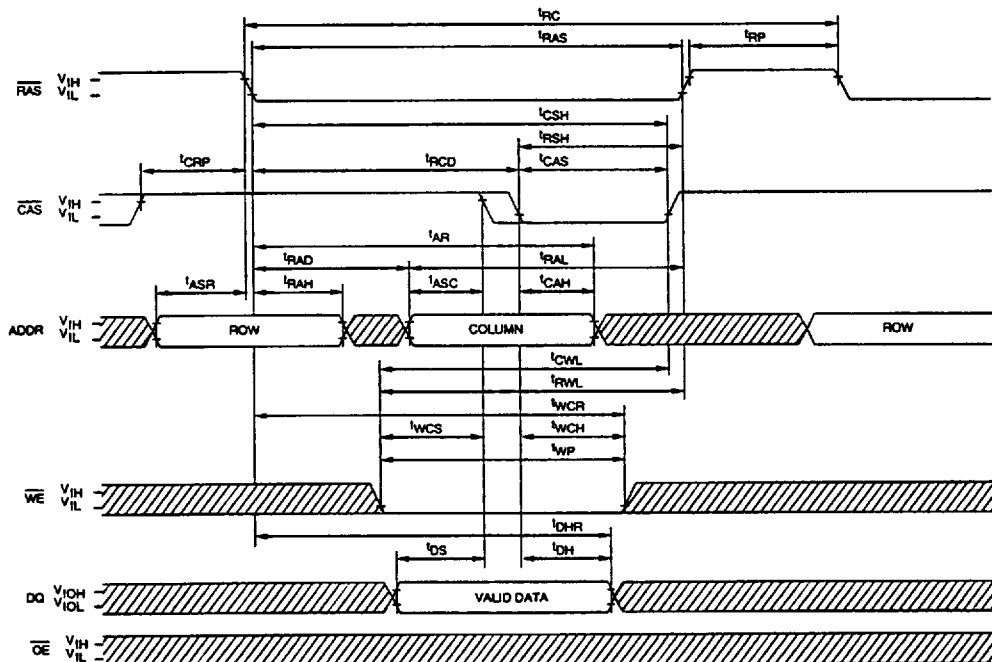 tRC
tRAS
tRP
RAS VIH
VIL
tCSH
tRSH
tCRP
tRCD
tCAS
CAS VIH
VIL
tAR
tRAD
tRAL
tASR
tRAH
tASC
tCAH
ADDR VIH
VIL
ROW
COLUMN
ROW
tCWL
tRWL
tWCR
tWCS
tWCH
tWP
WE VIH
VIL
tDHR
tDS
tDH
DQ VIOH
VIOL
VALID DATA
OE VIH
VIL